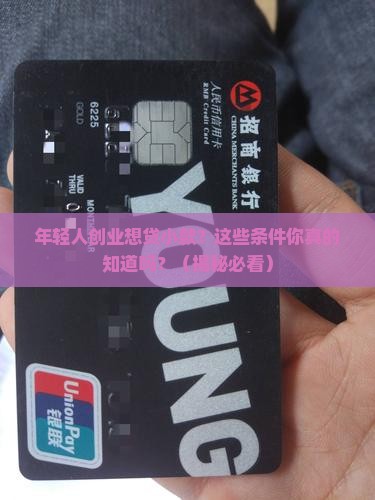 招商银行
CHINA MERCHANTS BANK
人民币信用卡
RMB Credit Card
6225
GOLD
VALID
THRU
YOUNG
UnionPay
银联
年轻人创业想贷
这些条件你真的
知道吗？（揭秘必看）